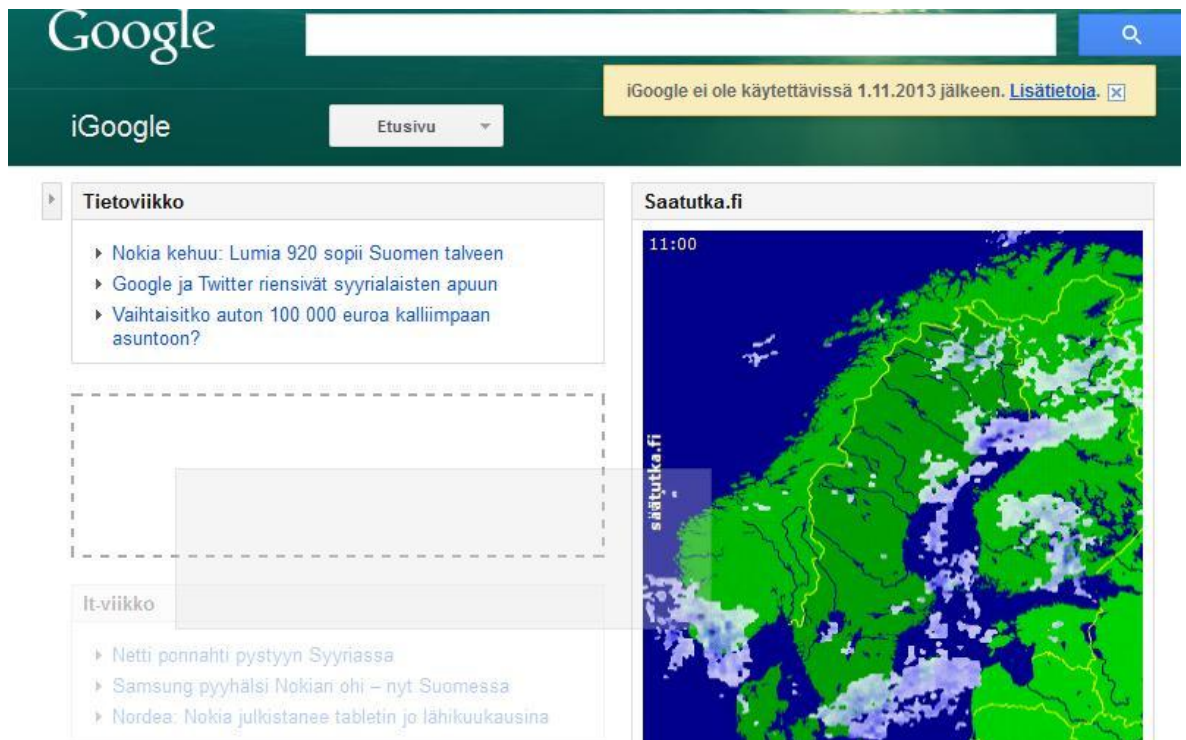 Google
iGoogle ei ole käytettävissä 1.11.2013 jälkeen. Lisätietoja.
iGoogle
Etusivu
Tietoviikko
Nokia kehuu: Lumia 920 sopii Suomen talveen
Google ja Twitter riensivät syyrialaisten apuun
Vaihtaisitko auton 100 000 euroa kalliimpaan
asuntoon?
It-viikko
Netti ponnahti pystyyn Syyriassa
Samsung pyyhälsi Nokian ohi – nyt Suomessa
Nordea: Nokia julkistanee tabletin jo lähikuukausina
Saatutka.fi
11:00
säätutka.fi